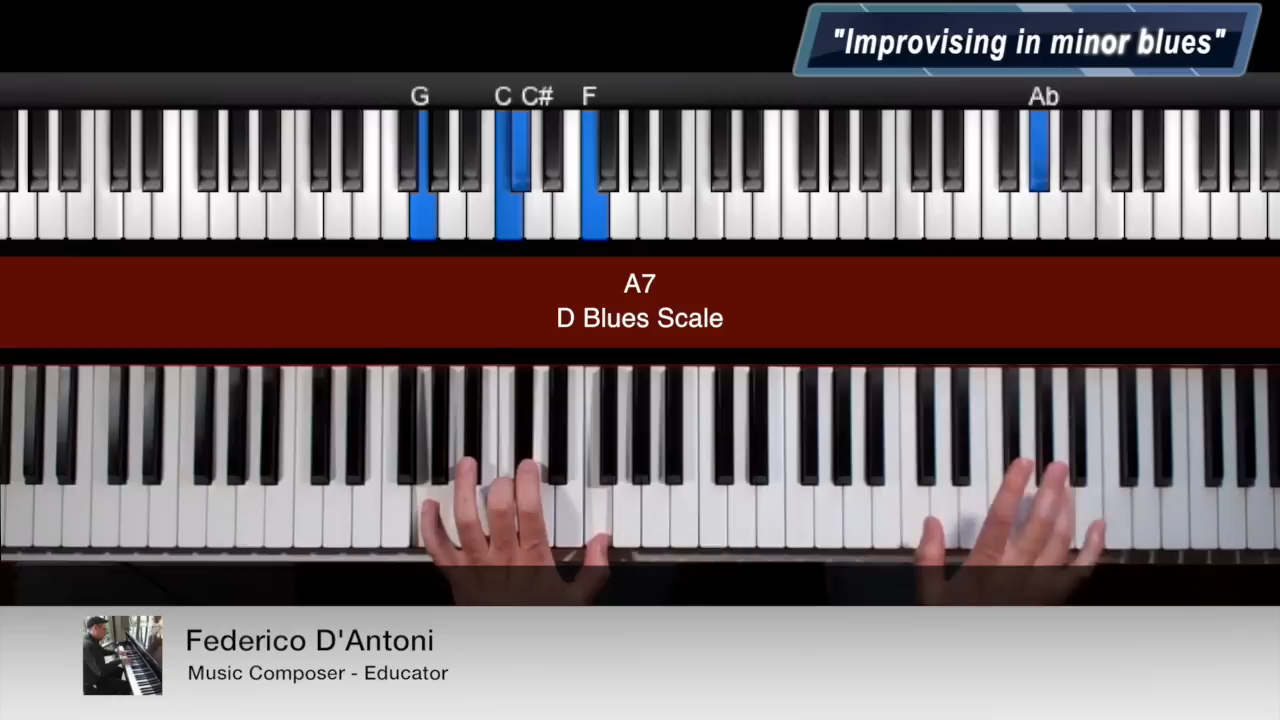 "Improvising in minor blues"
G C C# F Ab
A7
D Blues Scale
Federico D'Antoni
Music Composer - Educator